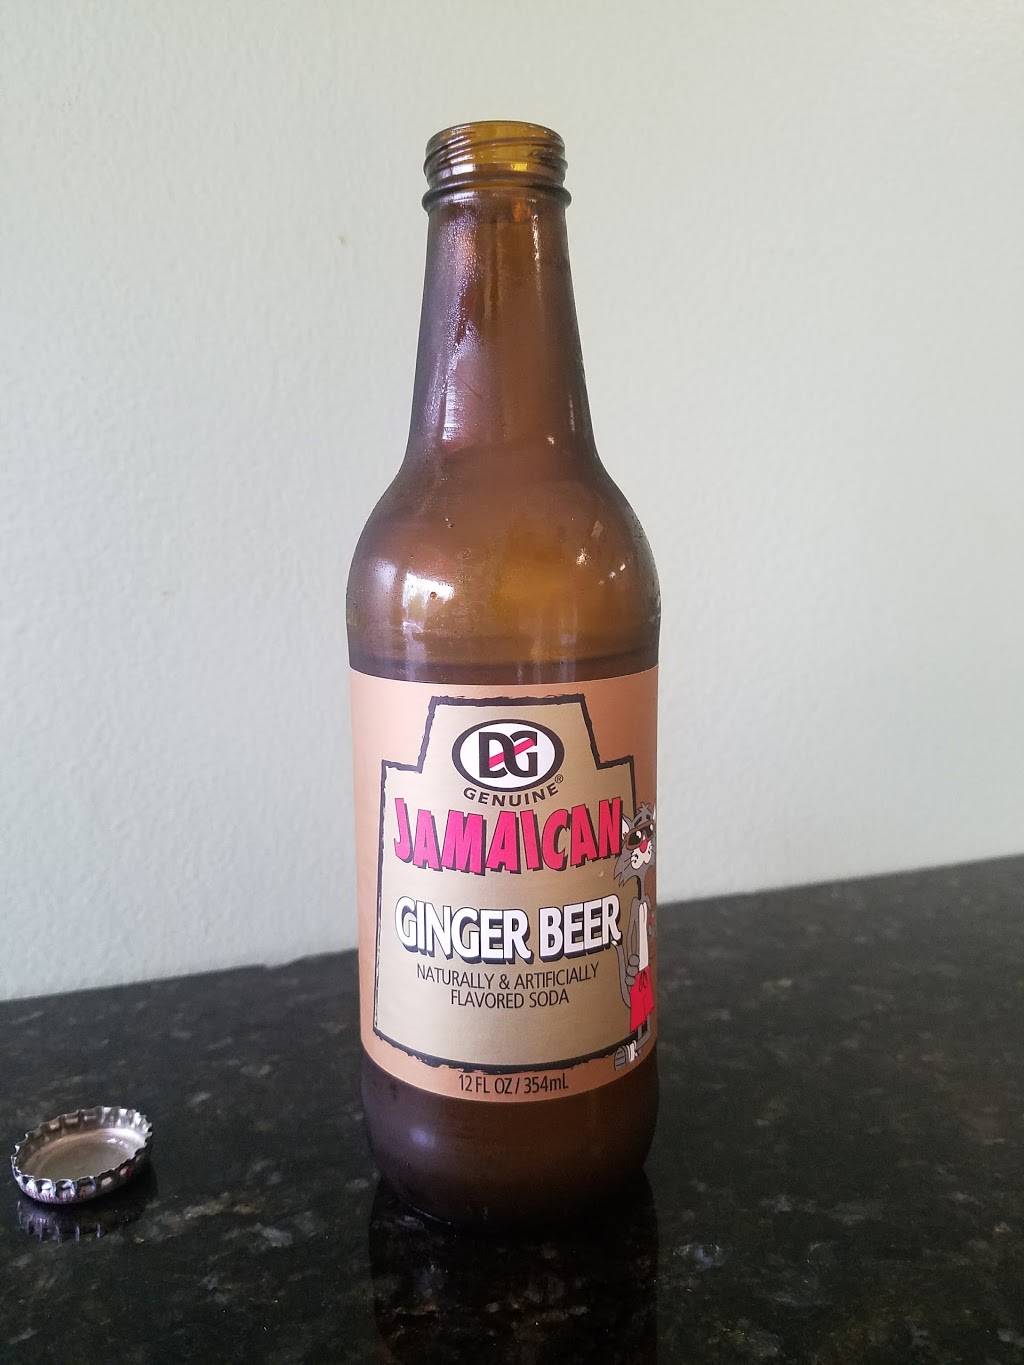 DG
GENUINE®
JAMAICAN
GINGER BEER
NATURALLY & ARTIFICIALLY
FLAVORED SODA
12 FL OZ / 354mL